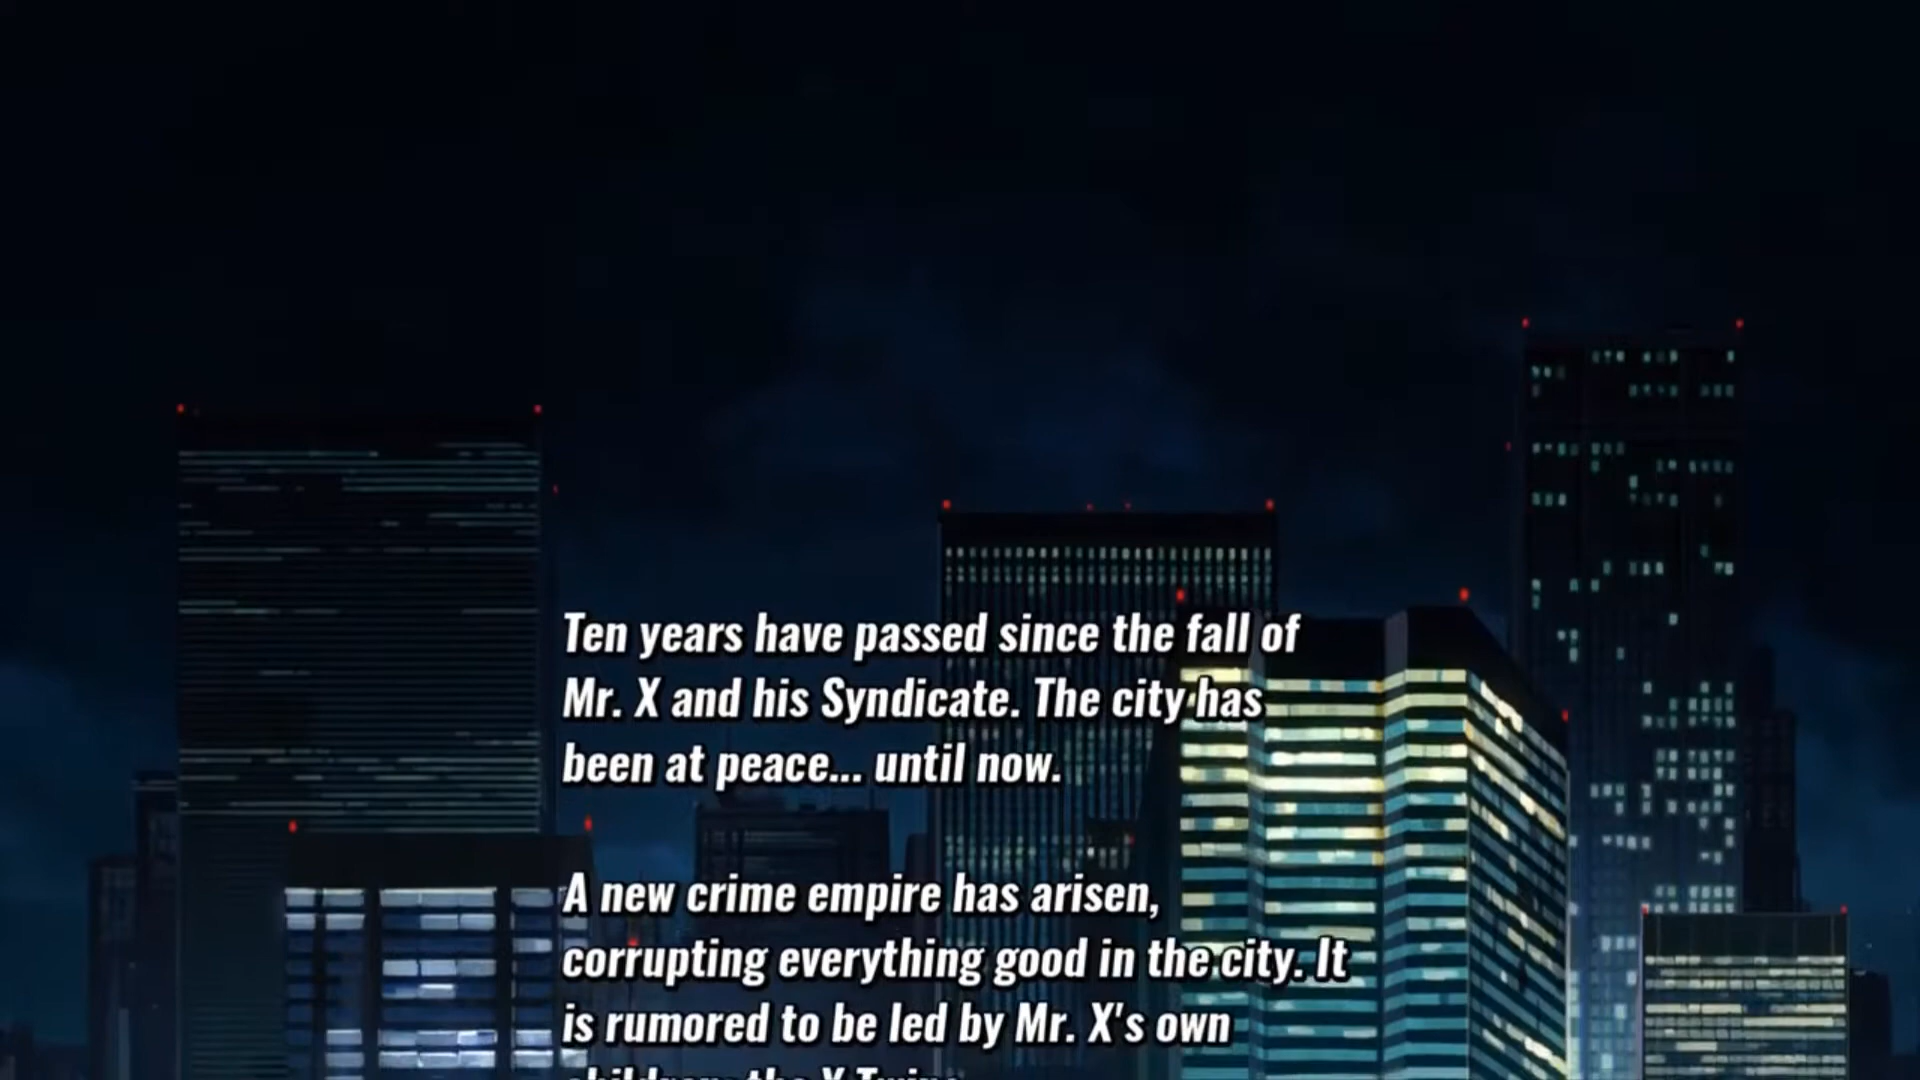 Ten years have passed since the fall of
Mr. X and his Syndicate. The city has
been at peace... until now.
A new crime empire has arisen,
corrupting everything good in the city. It
is rumored to be led by Mr. X's own